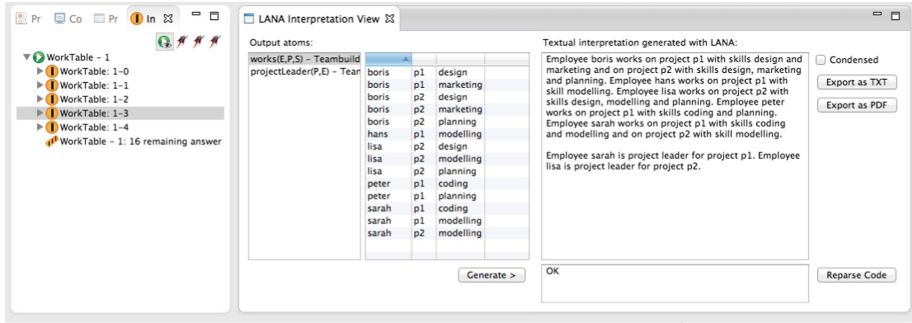 Pr Co Pr In
LANA Interpretation View
WorkTable - 1
WorkTable: 1-0
WorkTable: 1-1
WorkTable: 1-2
WorkTable: 1-3
WorkTable: 1-4
WorkTable - 1: 16 remaining answer
Output atoms:
works(E,P,S) - Teambuild
projectLeader(P,E) - Tear
boris p1 design
boris p1 marketing
boris p2 design
boris p2 marketing
boris p2 planning
hans p1 modelling
lisa p2 design
lisa p2 modelling
lisa p2 planning
peter p1 coding
peter p1 planning
sarah p1 coding
sarah p1 modelling
sarah p2 modelling
Generate >
Textual interpretation generated with LANA:
Employee boris works on project p1 with skills design and
marketing and on project p2 with skills design, marketing
and planning. Employee hans works on project p1 with
skill modelling. Employee lisa works on project p2 with
skills design, modelling and planning. Employee peter
works on project p1 with skills coding and planning.
Employee sarah works on project p1 with skills coding
and modelling and on project p2 with skill modelling.
Employee sarah is project leader for project p1. Employee
lisa is project leader for project p2.
OK
Condensed
Export as TXT
Export as PDF
Reparse Code